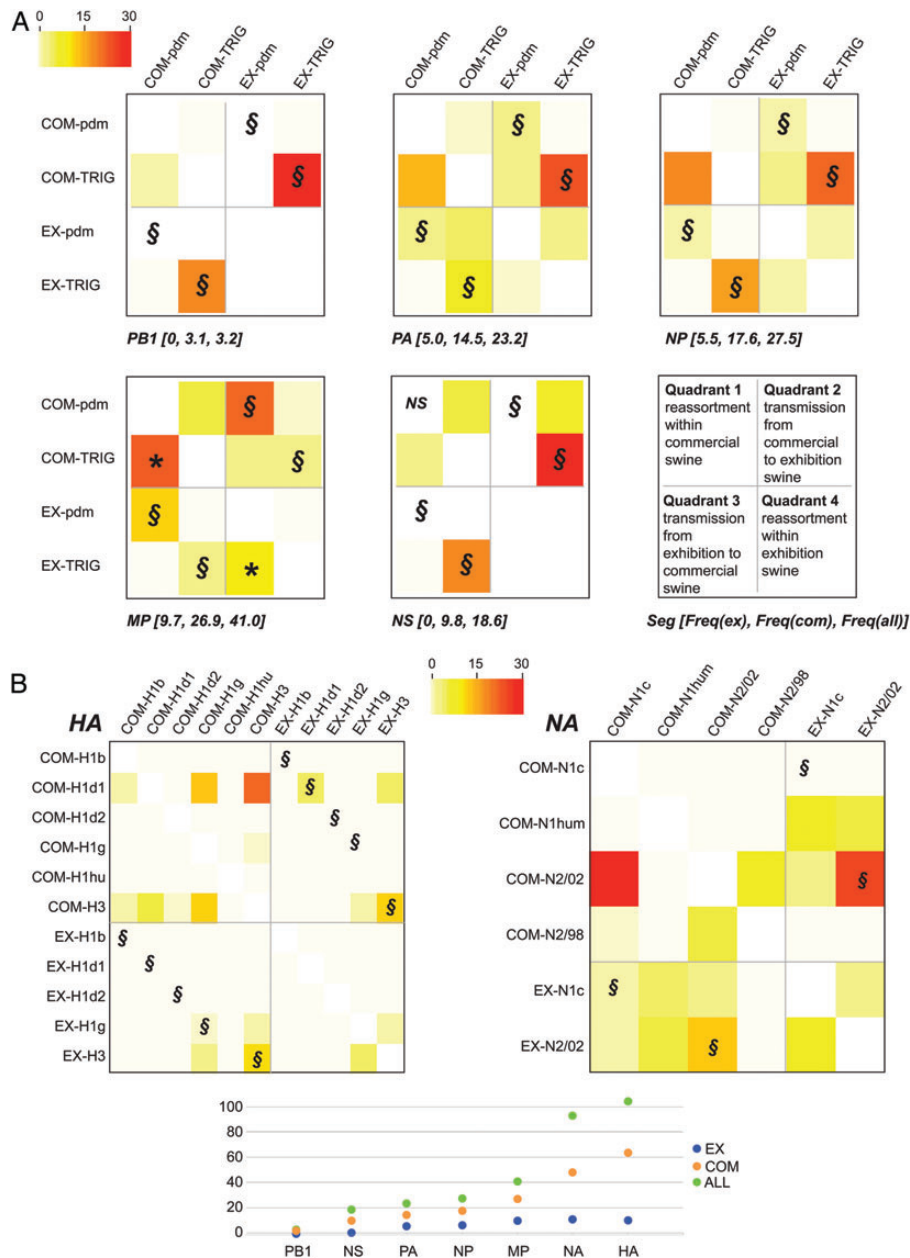 A
0 15 30
COM-pdm COM-TRIG EX-pdm EX-TRIG
COM-pdm COM-TRIG EX-pdm EX-TRIG
COM-pdm COM-TRIG EX-pdm EX-TRIG
COM-pdm § § §
COM-TRIG § § §
EX-pdm § § §
EX-TRIG § § §
PB1 [0, 3.1, 3.2] PA [5.0, 14.5, 23.2] NP [5.5, 17.6, 27.5]
COM-pdm § NS §
COM-TRIG * § §
EX-pdm § §
EX-TRIG § * §
MP [9.7, 26.9, 41.0] NS [0, 9.8, 18.6]
Quadrant 1
reassortment
within
commercial
swine
Quadrant 2
transmission
from
commercial
to exhibition
swine
Quadrant 3
transmission
from
exhibition to
commercial
swine
Quadrant 4
reassortment
within
exhibition
swine
Seg [Freq(ex), Freq(com), Freq(all)]
B
0 15 30
HA
COM-H1b COM-H1d1 COM-H1d2 COM-H1g COM-H1hu COM-H3 EX-H1b EX-H1d1 EX-H1d2 EX-H1g EX-H3
COM-H1b §
COM-H1d1 §
COM-H1d2 §
COM-H1g §
COM-H1hu
COM-H3 §
EX-H1b §
EX-H1d1 §
EX-H1d2 §
EX-H1g §
EX-H3 §
NA
COM-N1c COM-N1hum COM-N2/02 COM-N2/98 EX-N1c EX-N2/02
COM-N1c §
COM-N1hum
COM-N2/02 §
COM-N2/98
EX-N1c §
EX-N2/02 §
100
80
60
40
20
0
PB1 NS PA NP MP NA HA
EX
COM
ALL